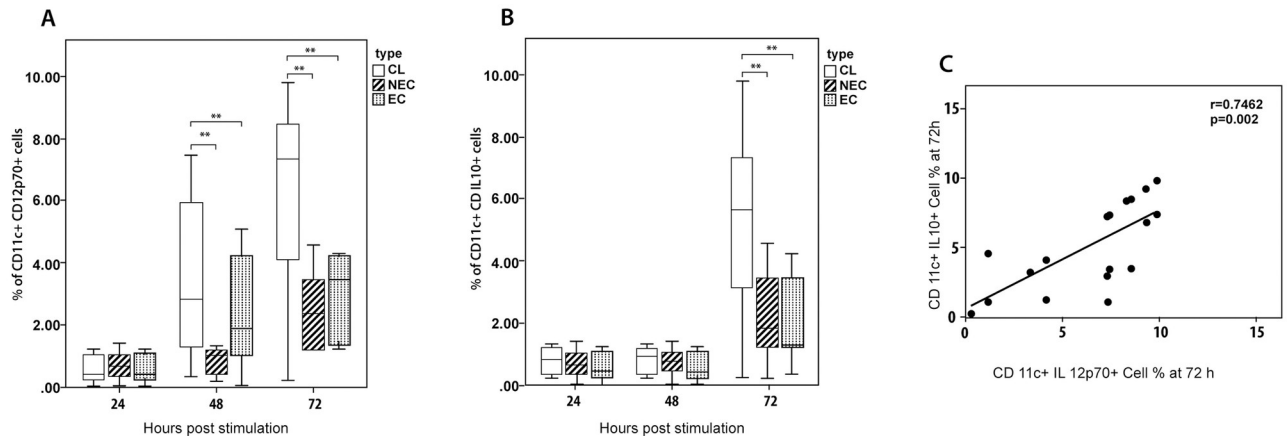 A
% of CD11c+ CD12p70+ cells
10.00
8.00
6.00
4.00
2.00
.00
24
48
72
Hours post stimulation
**
**
**
**
type
CL
NEC
EC
B
% of CD11c+ CD IL10+ cells
10.00
8.00
6.00
4.00
2.00
.00
24
48
72
Hours post stimulation
**
**
type
CL
NEC
EC
C
CD 11c+ IL10+ Cell % at 72h
15
10
5
0
0
5
10
15
r=0.7462
p=0.002
CD 11c+ IL 12p70+ Cell % at 72 h